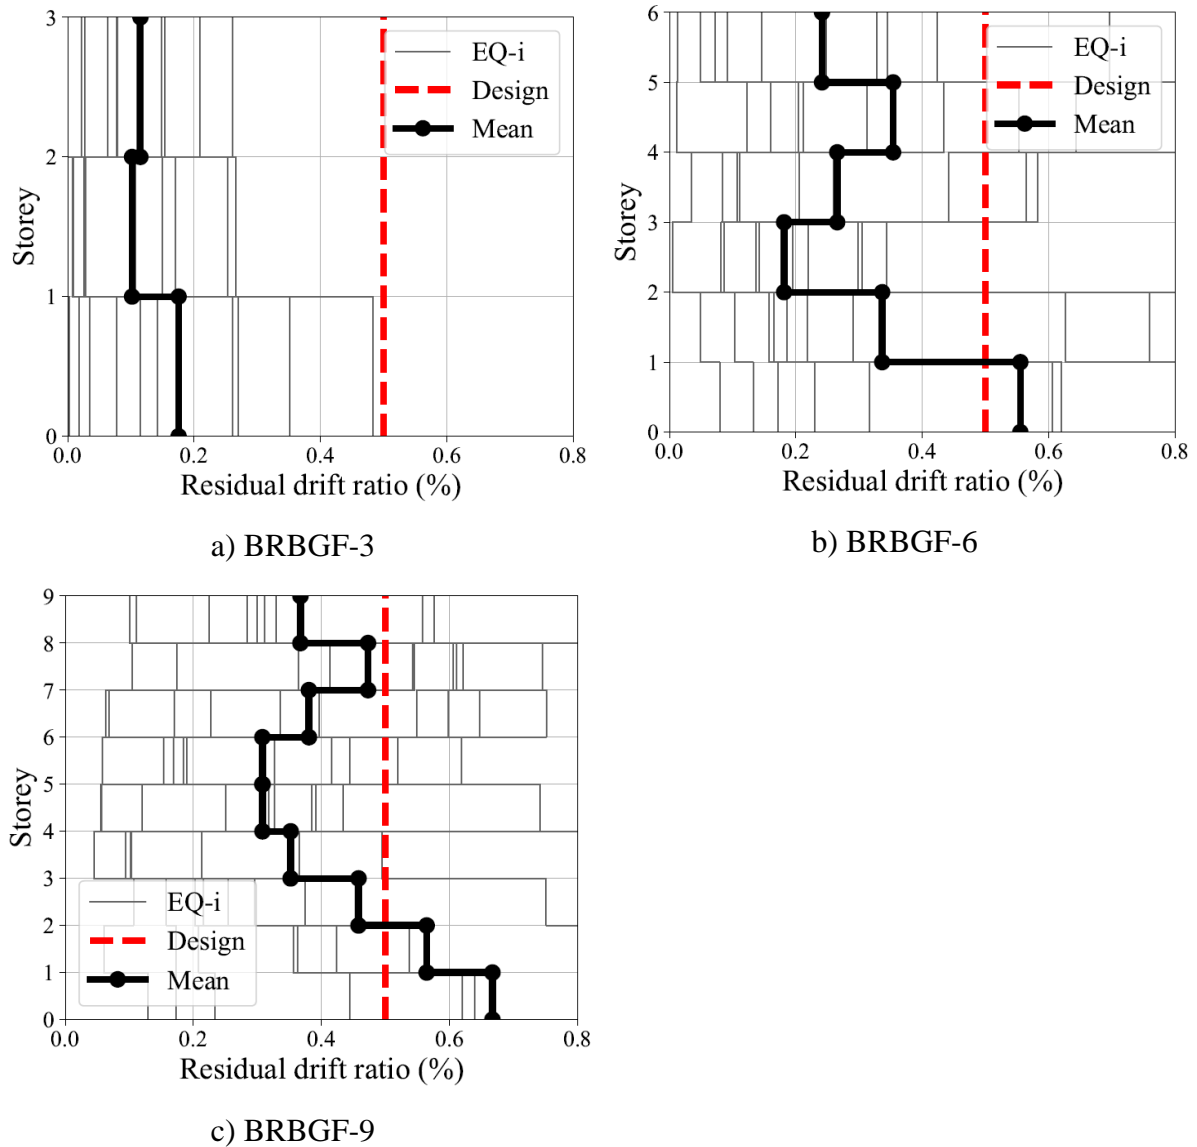 3
2
1
0
Storey
0.0 0.2 0.4 0.6 0.8
Residual drift ratio (%)
EQ-i
Design
Mean
a) BRBGF-3
6
5
4
3
2
1
0
Storey
0.0 0.2 0.4 0.6 0.8
Residual drift ratio (%)
EQ-i
Design
Mean
b) BRBGF-6
9
8
7
6
5
4
3
2
1
0
Storey
0.0 0.2 0.4 0.6 0.8
Residual drift ratio (%)
EQ-i
Design
Mean
c) BRBGF-9